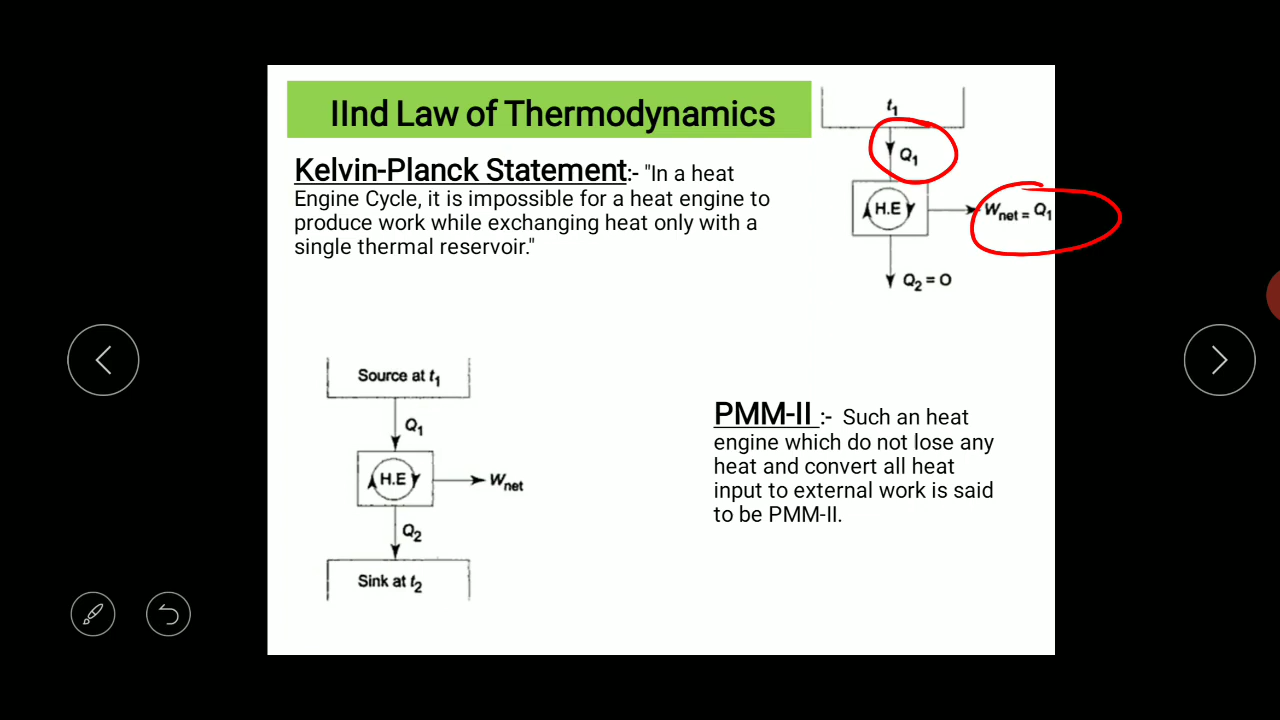 IInd Law of Thermodynamics
Kelvin-Planck Statement:- "In a heat
Engine Cycle, it is impossible for a heat engine to
produce work while exchanging heat only with a
single thermal reservoir."
t₁
Q₁
H.E
Wnet = Q₁
Q₂ = O
Source at t₁
Q₁
H.E
Wnet
Q₂
Sink at t₂
PMM-II :- Such an heat
engine which do not lose any
heat and convert all heat
input to external work is said
to be PMM-II.